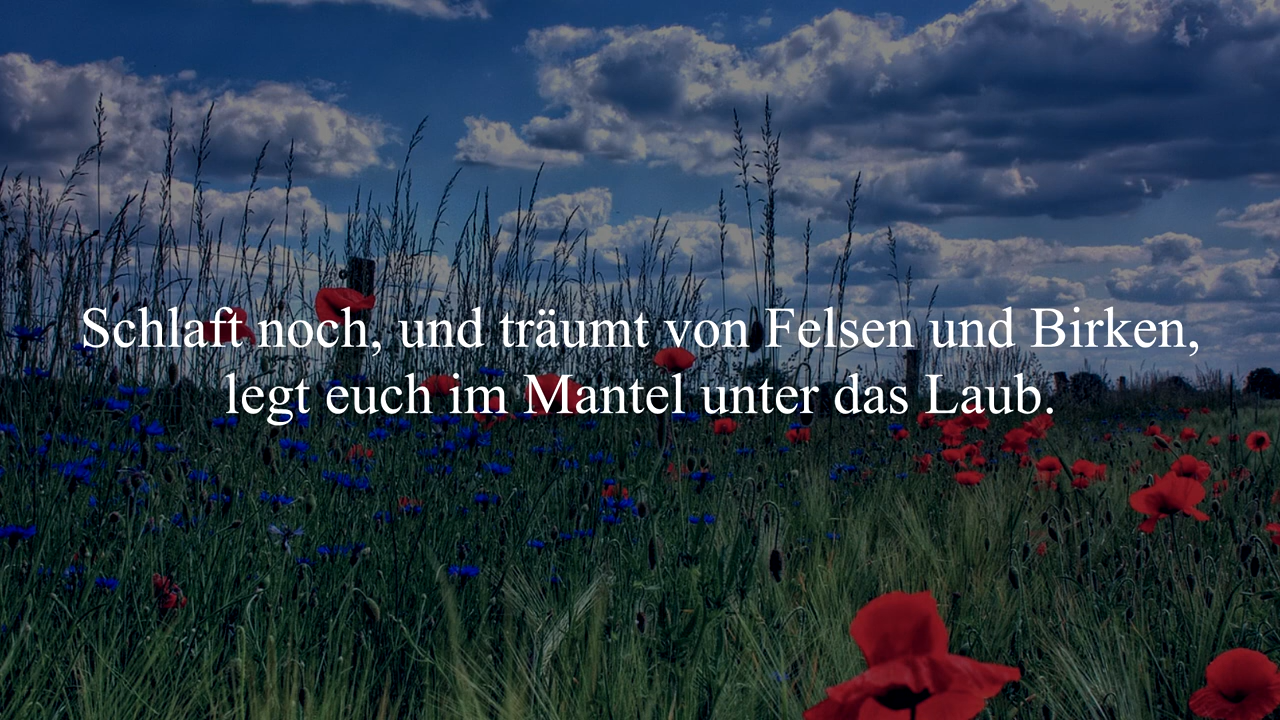 Schlaft noch, und träumt von Felsen und Birken,
legt euch im Mantel unter das Laub.